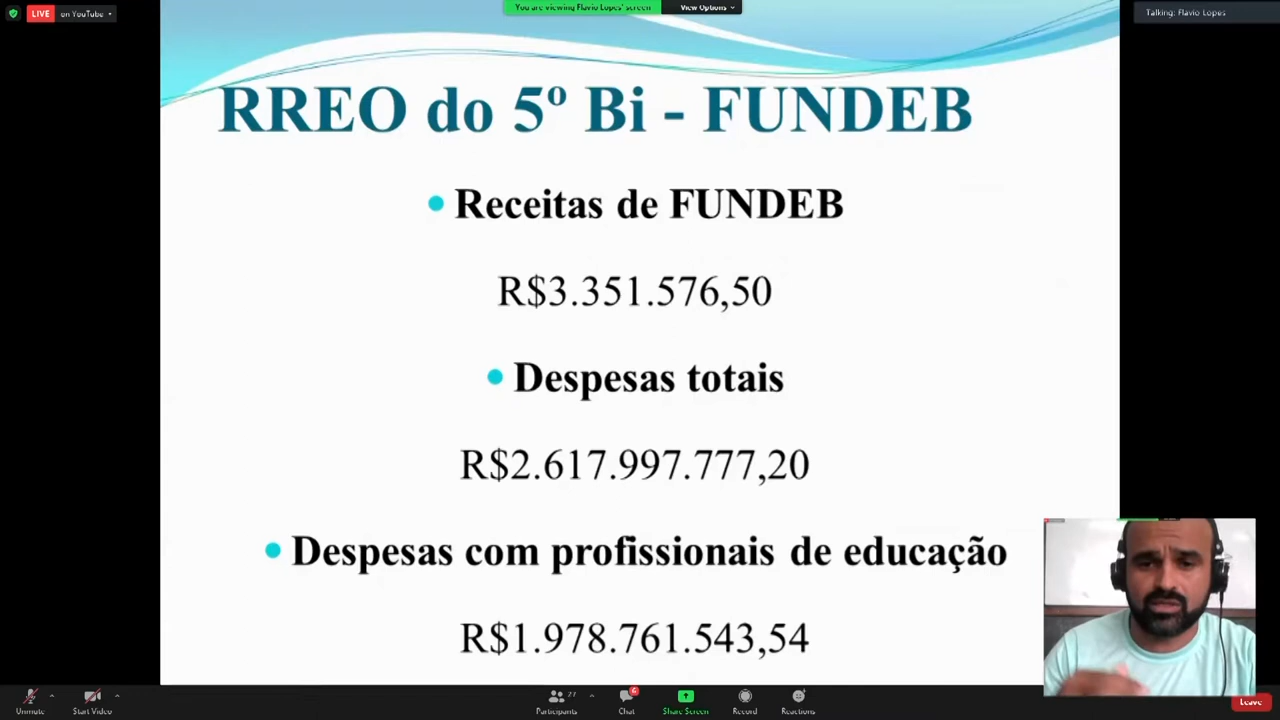 LIVE on YouTube
You are viewing Flavio Lopes' screen View Options
Talking: Flavio Lopes
RREO do 5º Bi - FUNDEB
Receitas de FUNDEB
R$3.351.576,50
Despesas totais
R$2.617.997.777,20
Despesas com profissionais de educação
R$1.978.761.543,54
Unmute Start Video Participants 27 Chat 6 Share Screen Record Reactions Leave